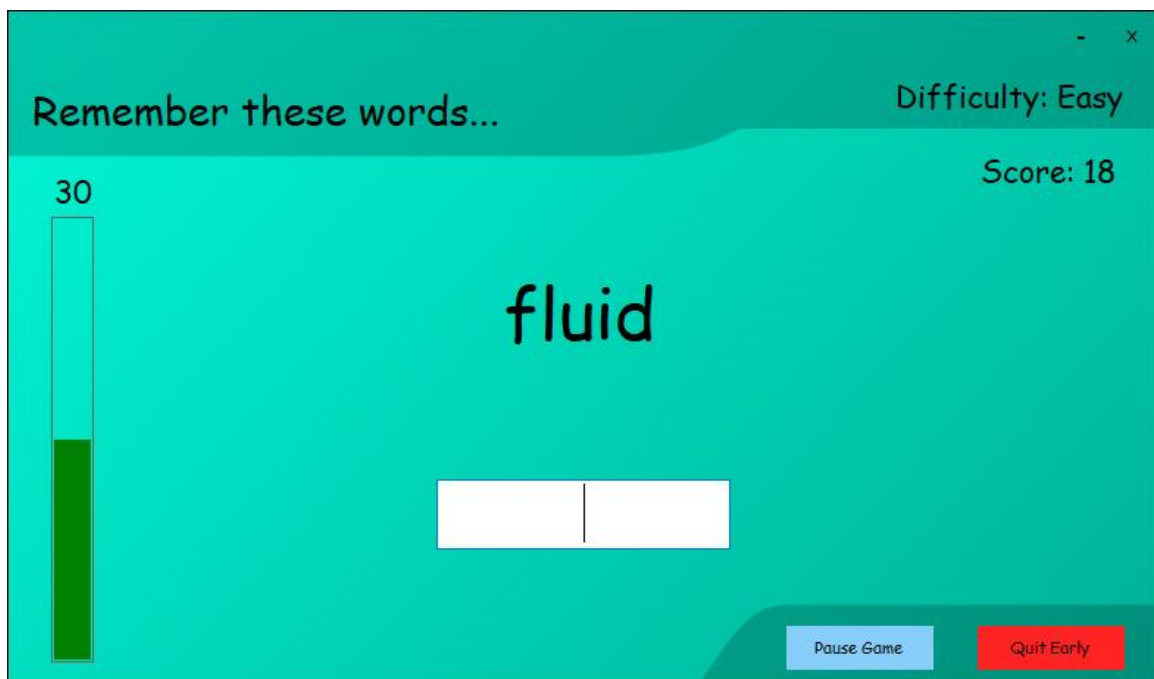 - X
Remember these words...
Difficulty: Easy
Score: 18
30
fluid
Pause Game
Quit Early